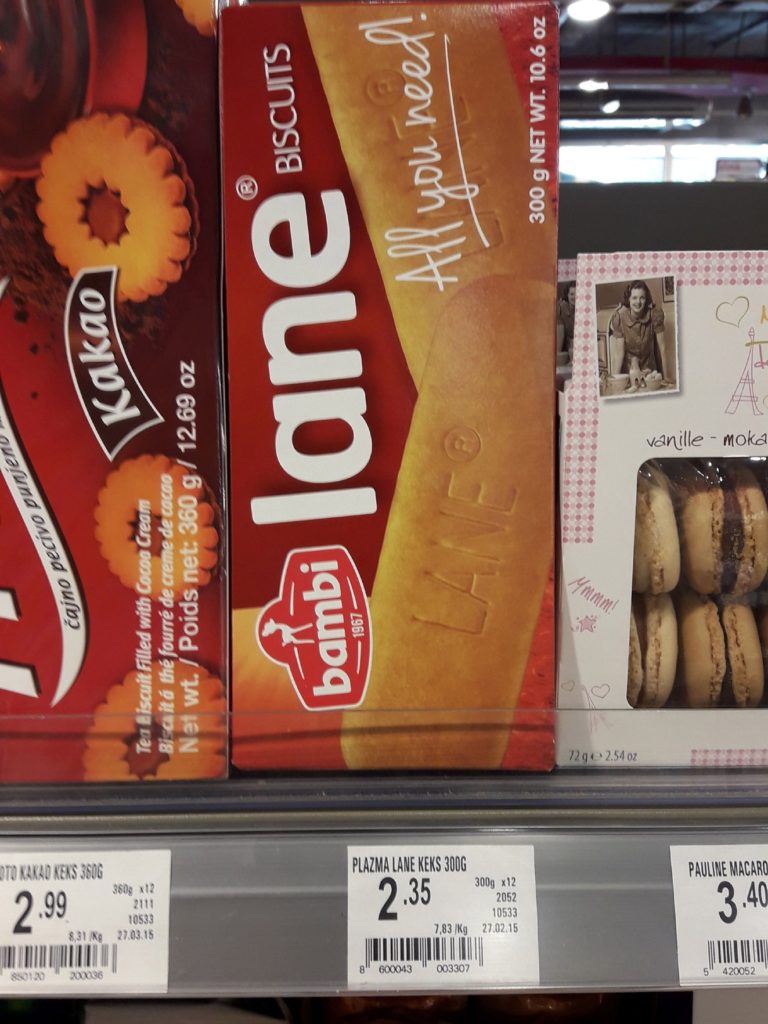 Kakao
čajno pecivo punjeno
Tea Biscuit Filled with Cocoa Cream
Biscuit á thé fourré de creme de cacao
Net wt. / Poids net: 360 g / 12.69 oz
bambi
1967
lane® BISCUITS
All you need!
300 g NET WT. 10.6 oz
LANE®
vanille - moka
Mmmm!
72 g e 2.54 oz
KAKAO KEKS 360G
2.99
360g x12
2111
10533
8,31 /Kg 27.03.15
850120 200036
PLAZMA LANE KEKS 300G
2.35
300g x12
2052
10533
7,83 /Kg 27.02.15
8 600043 003307
PAULINE MACARO
3.40
5 420052